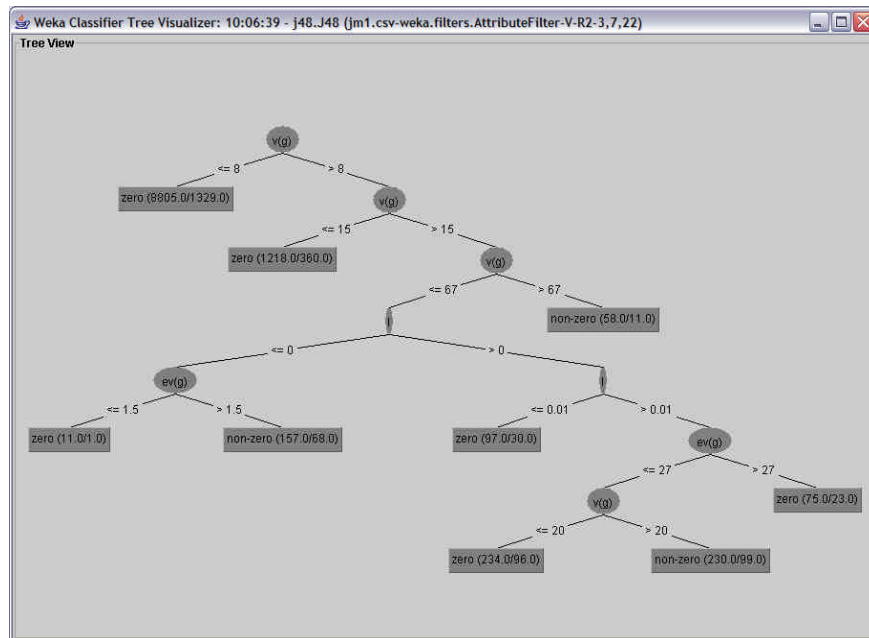 Weka Classifier Tree Visualizer: 10:06:39 - j48.J48 (jm1.csv-weka.filters.AttributeFilter-V-R2-3,7,22)
Tree View
v(g)
<= 8
> 8
zero (8805.0/1329.0)
v(g)
<= 15
> 15
zero (1218.0/360.0)
v(g)
<= 67
> 67
l
non-zero (58.0/11.0)
<= 0
> 0
ev(g)
l
<= 1.5
> 1.5
<= 0.01
> 0.01
zero (11.0/1.0)
non-zero (157.0/68.0)
zero (97.0/30.0)
ev(g)
<= 27
> 27
v(g)
zero (75.0/23.0)
<= 20
> 20
zero (234.0/96.0)
non-zero (230.0/99.0)